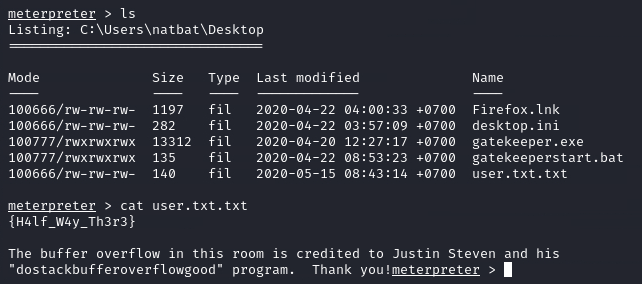 meterpreter > ls
Listing: C:\Users\natbat\Desktop
================================
Mode Size Type Last modified Name
---- ---- ---- ------------- ----
100666/rw-rw-rw- 1197 fil 2020-04-22 04:00:33 +0700 Firefox.lnk
100666/rw-rw-rw- 282 fil 2020-04-22 03:57:09 +0700 desktop.ini
100777/rwxrwxrwx 13312 fil 2020-04-20 12:27:17 +0700 gatekeeper.exe
100777/rwxrwxrwx 135 fil 2020-04-22 08:53:23 +0700 gatekeeperstart.bat
100666/rw-rw-rw- 140 fil 2020-05-15 08:43:14 +0700 user.txt.txt
meterpreter > cat user.txt.txt
{H4lf_W4y_Th3r3}
The buffer overflow in this room is credited to Justin Steven and his
"dostackbufferoverflowgood" program.  Thank you!meterpreter >